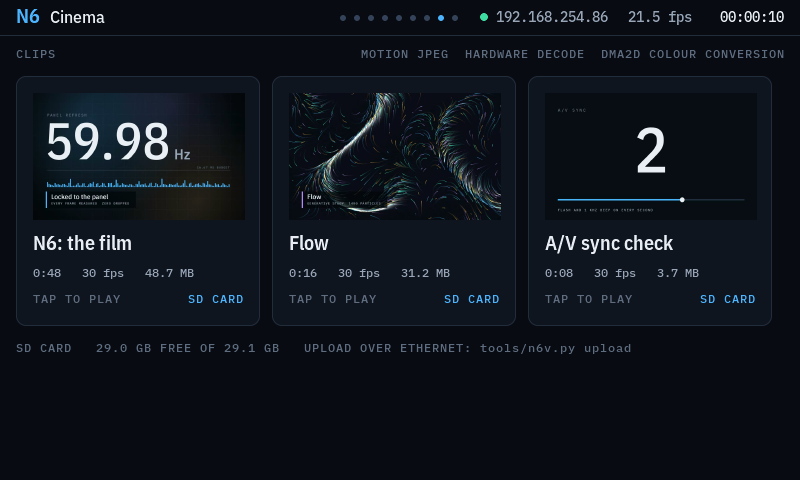 N6 Cinema 192.168.254.86 21.5 fps 00:00:10
CLIPS MOTION JPEG HARDWARE DECODE DMA2D COLOUR CONVERSION
PANEL REFRESH
59.98 Hz
Locked to the panel
Flow
A/V SYNC
2
N6: the film
0:48 30 fps 48.7 MB
TAP TO PLAY SD CARD
Flow
0:16 30 fps 31.2 MB
TAP TO PLAY SD CARD
A/V sync check
0:08 30 fps 3.7 MB
TAP TO PLAY SD CARD
SD CARD 29.0 GB FREE OF 29.1 GB UPLOAD OVER ETHERNET: tools/n6v.py upload